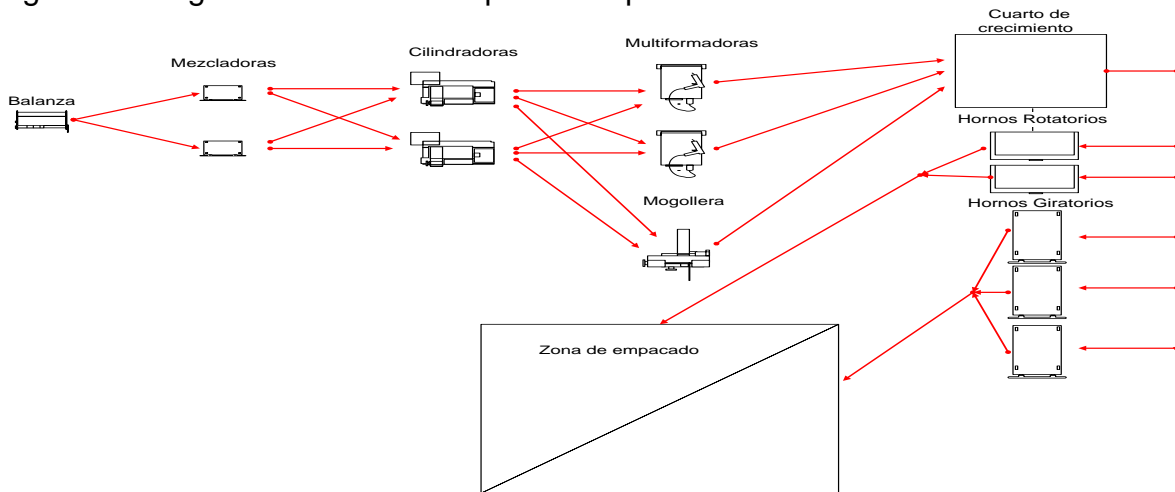 Cuarto de
crecimiento
Multiformadoras
Cilindradoras
Mezcladoras
Balanza
Hornos Rotatorios
Mogollera
Hornos Giratorios
Zona de empacado